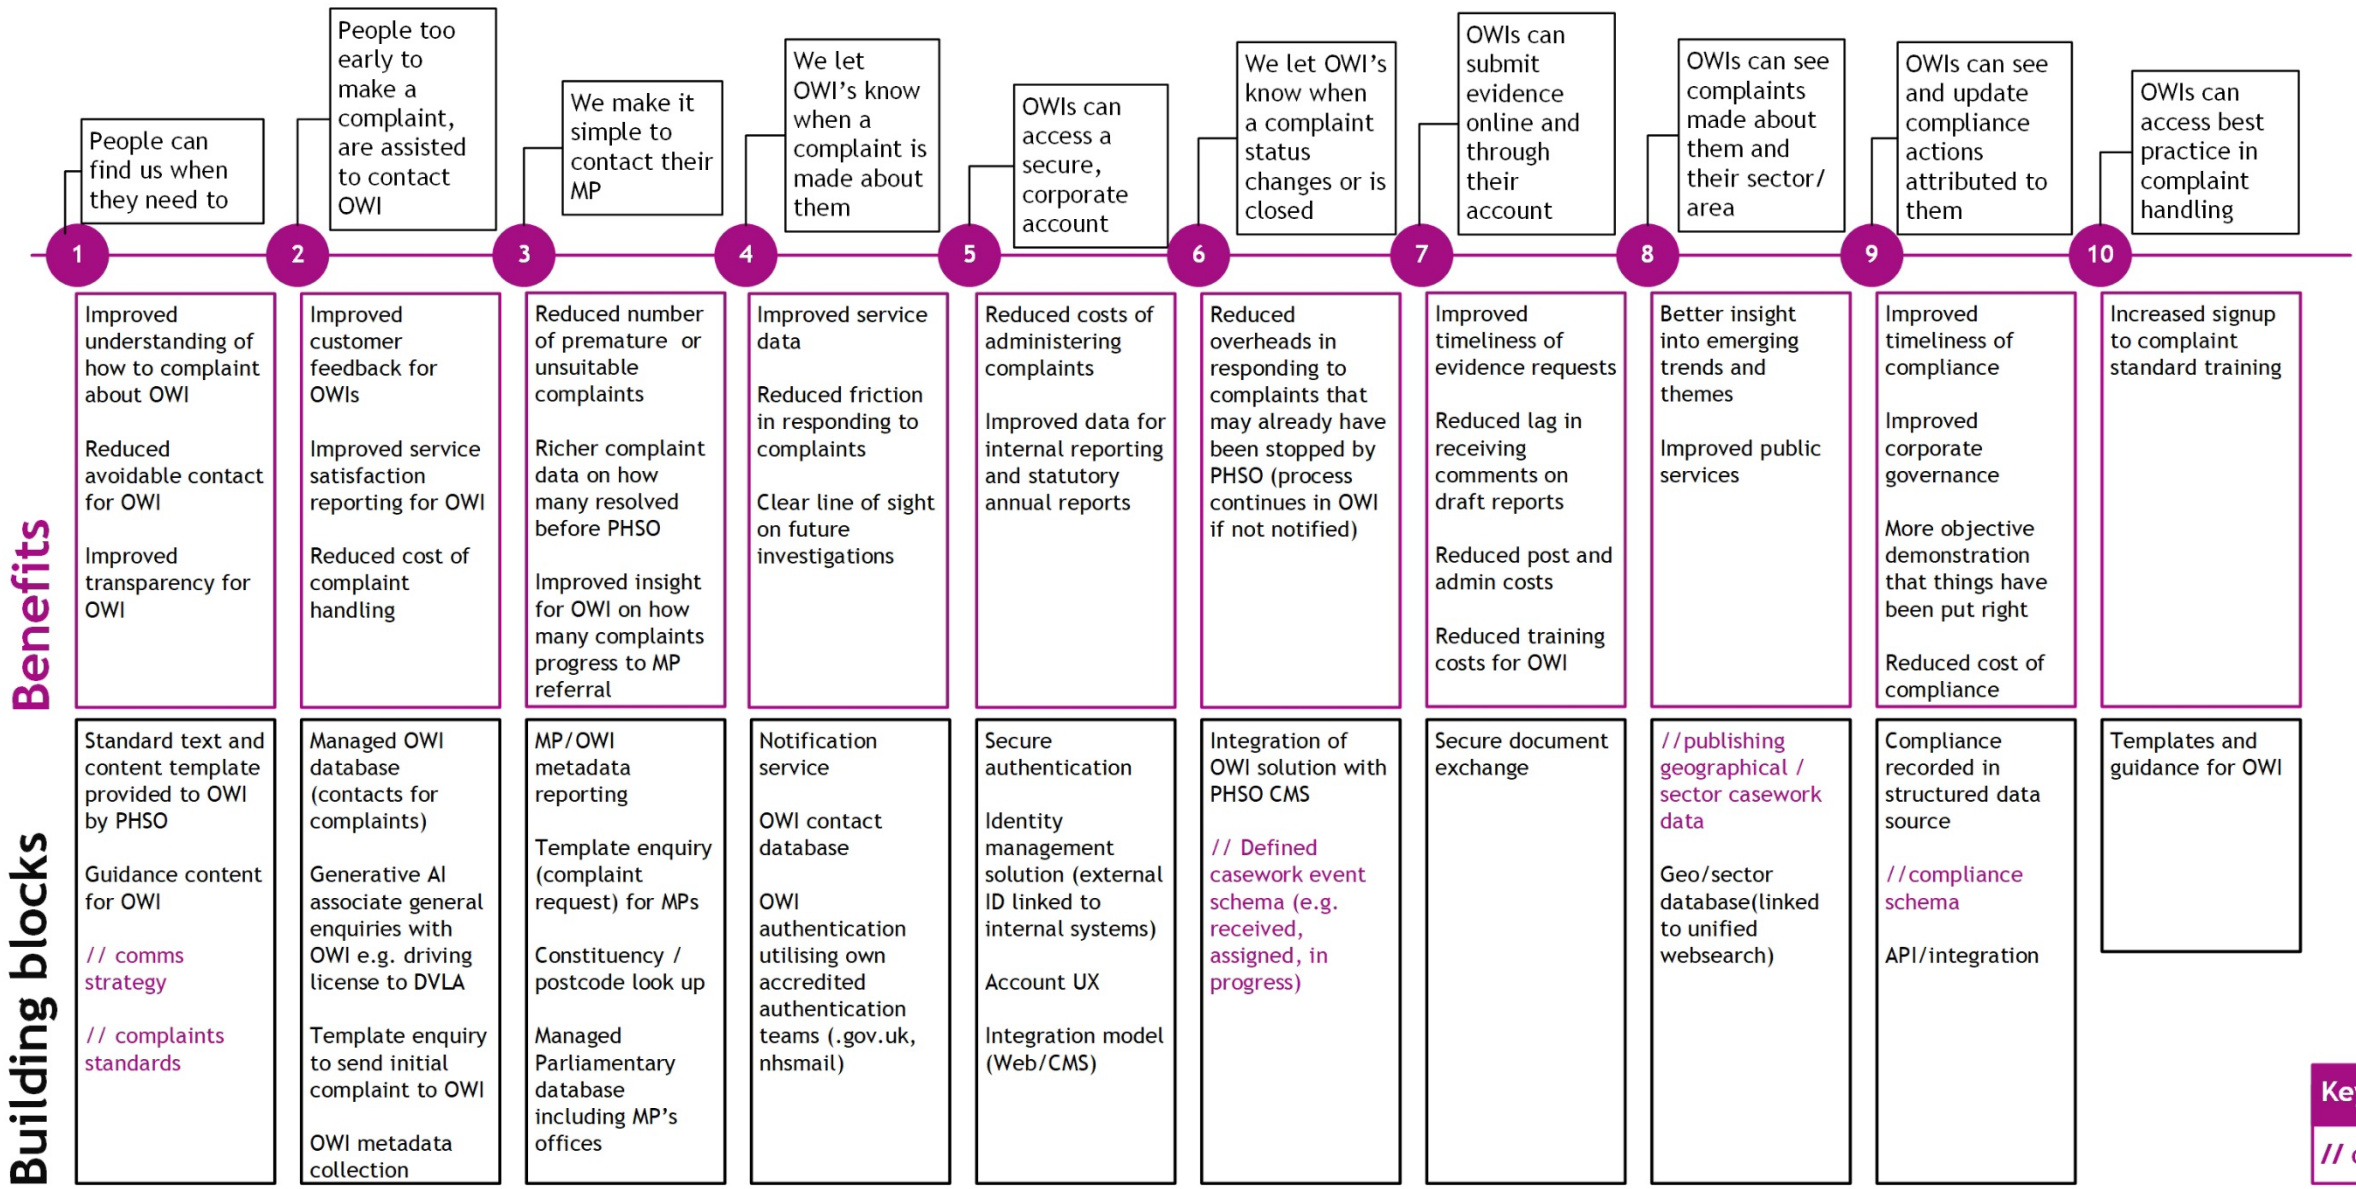 People can
find us when
they need to
People too
early to
make a
complaint,
are assisted
to contact
OWI
We make it
simple to
contact their
MP
We let
OWI's know
when a
complaint is
made about
them
OWIs can
access a
secure,
corporate
account
We let OWI's
know when
a complaint
status
changes or is
closed
OWIs can
submit
evidence
online and
through
their
account
OWIs can see
complaints
made about
them and
their sector/
area
OWIs can see
and update
compliance
actions
attributed to
them
OWIs can
access best
practice in
complaint
handling
1
2
3
4
5
6
7
8
9
10
Benefits
Improved
understanding of
how to complaint
about OWI
Reduced
avoidable contact
for OWI
Improved
transparency for
OWI
Improved
customer
feedback for
OWIs
Improved service
satisfaction
reporting for OWI
Reduced cost of
complaint
handling
Reduced number
of premature or
unsuitable
complaints
Richer complaint
data on how
many resolved
before PHSO
Improved insight
for OWI on how
many complaints
progress to MP
referral
Improved service
data
Reduced friction
in responding to
complaints
Clear line of sight
on future
investigations
Reduced costs of
administering
complaints
Improved data for
internal reporting
and statutory
annual reports
Reduced
overheads in
responding to
complaints that
may already have
been stopped by
PHSO (process
continues in OWI
if not notified)
Improved
timeliness of
evidence requests
Reduced lag in
receiving
comments on
draft reports
Reduced post and
admin costs
Reduced training
costs for OWI
Better insight
into emerging
trends and
themes
Improved public
services
Improved
timeliness of
compliance
Improved
corporate
governance
More objective
demonstration
that things have
been put right
Reduced cost of
compliance
Increased signup
to complaint
standard training
Building blocks
Standard text and
content template
provided to OWI
by PHSO
Guidance content
for OWI
// comms
strategy
// complaints
standards
Managed OWI
database
(contacts for
complaints)
Generative AI
associate general
enquiries with
OWI e.g. driving
license to DVLA
Template enquiry
to send initial
complaint to OWI
OWI metadata
collection
MP/OWI
metadata
reporting
Template enquiry
(complaint
request) for MPs
Constituency /
postcode look up
Managed
Parliamentary
database
including MP's
offices
Notification
service
OWI contact
database
OWI
authentication
utilising own
accredited
authentication
teams (.gov.uk,
nhsmail)
Secure
authentication
Identity
management
solution (external
ID linked to
internal systems)
Account UX
Integration model
(Web/CMS)
Integration of
OWI solution with
PHSO CMS
// Defined
casework event
schema (e.g.
received,
assigned, in
progress)
Secure document
exchange
//publishing
geographical /
sector casework
data
Geo/sector
database(linked
to unified
websearch)
Compliance
recorded in
structured data
source
//compliance
schema
API/integration
Templates and
guidance for OWI
//